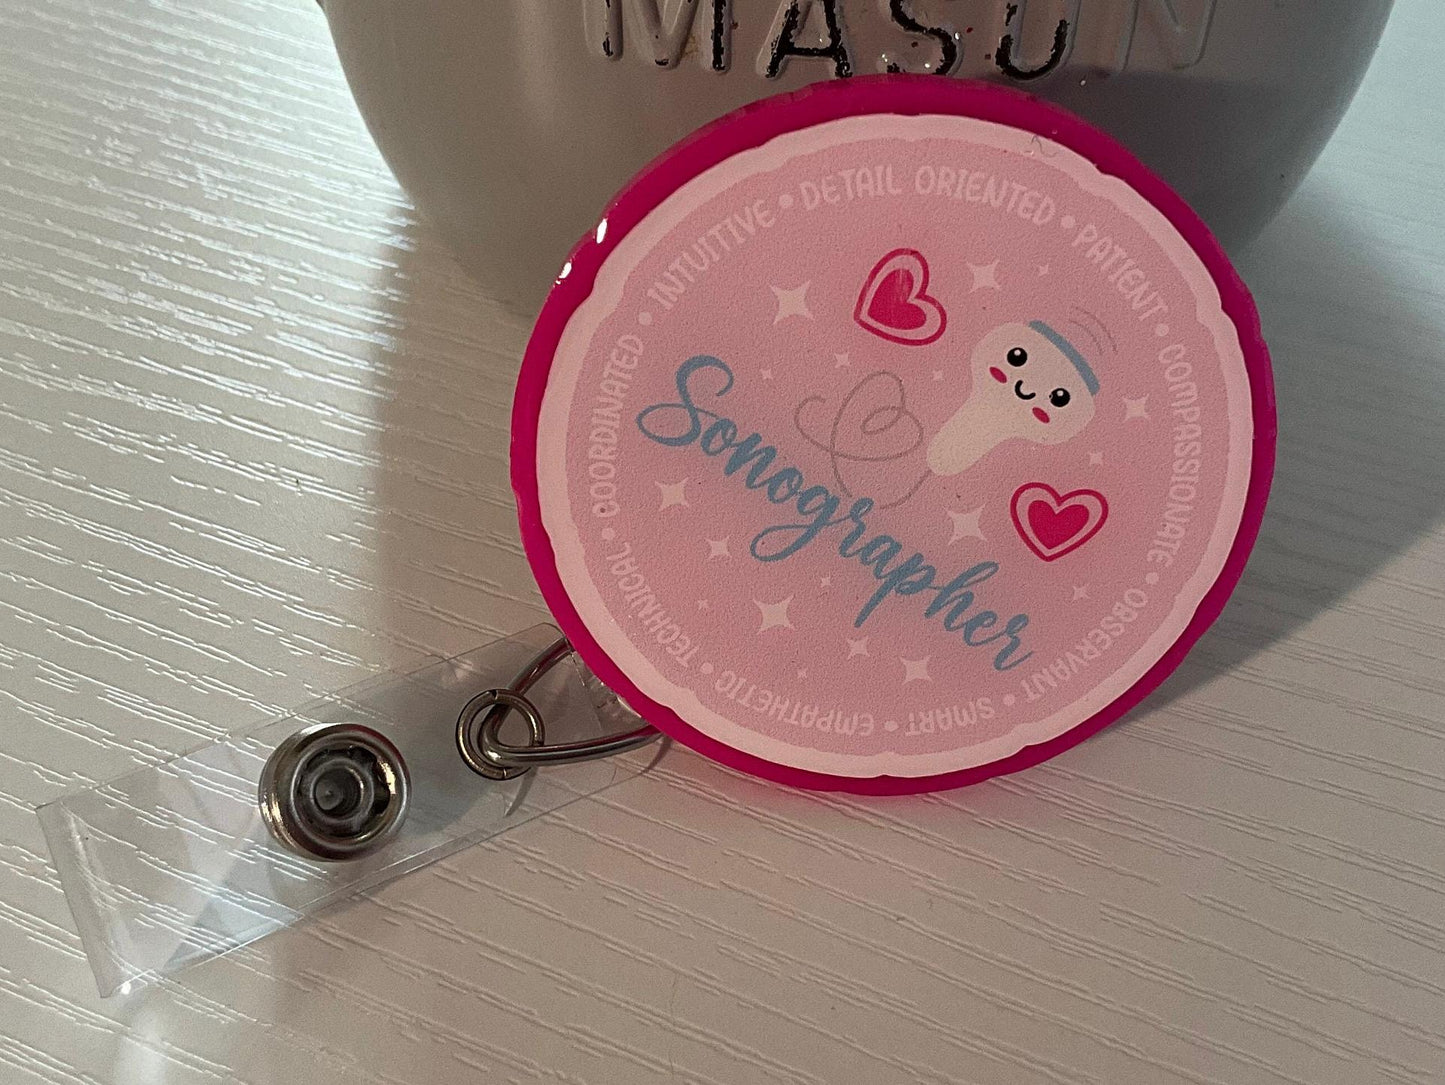 MASON
DETAIL ORIENTED • PATIENT • COMPASSIONATE • OBSERVANT • SMART • EMPATHETIC • TECHNICAL • COORDINATED • INTUITIVE •
Sonographer